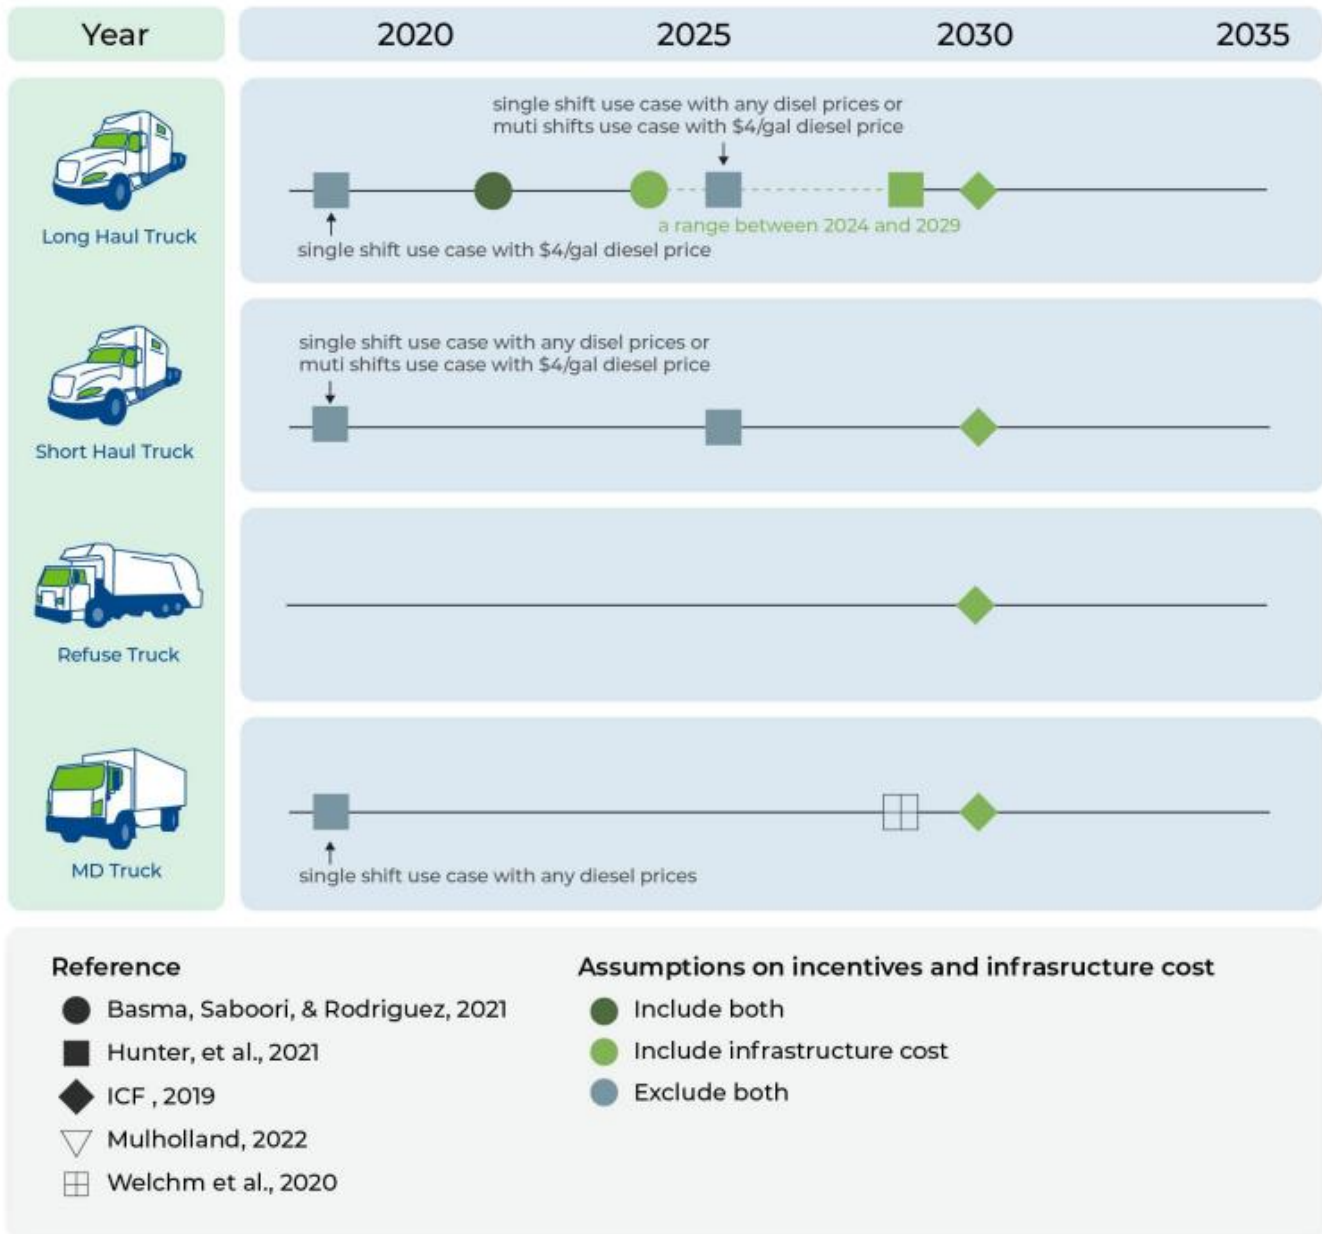 Year
2020 2025 2030 2035
single shift use case with any disel prices or
muti shifts use case with $4/gal diesel price
a range between 2024 and 2029
Long Haul Truck
single shift use case with $4/gal diesel price
single shift use case with any disel prices or
muti shifts use case with $4/gal diesel price
Short Haul Truck
Refuse Truck
MD Truck
single shift use case with any diesel prices
Reference
Basma, Saboori, & Rodriguez, 2021
Hunter, et al., 2021
ICF , 2019
Mulholland, 2022
Welchm et al., 2020
Assumptions on incentives and infrasructure cost
Include both
Include infrastructure cost
Exclude both